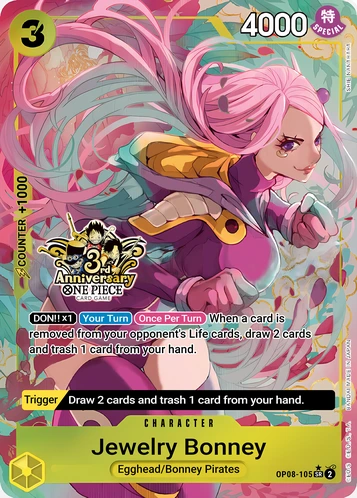 3
4000
特
SPECIAL
COUNTER +1000
3rd
Anniversary
ONE PIECE
CARD GAME
DON!! x1 Your Turn Once Per Turn When a card is
removed from your opponent's Life cards, draw 2 cards
and trash 1 card from your hand.
Trigger Draw 2 cards and trash 1 card from your hand.
CHARACTER
Jewelry Bonney
Egghead/Bonney Pirates
OP08-105 SR 2